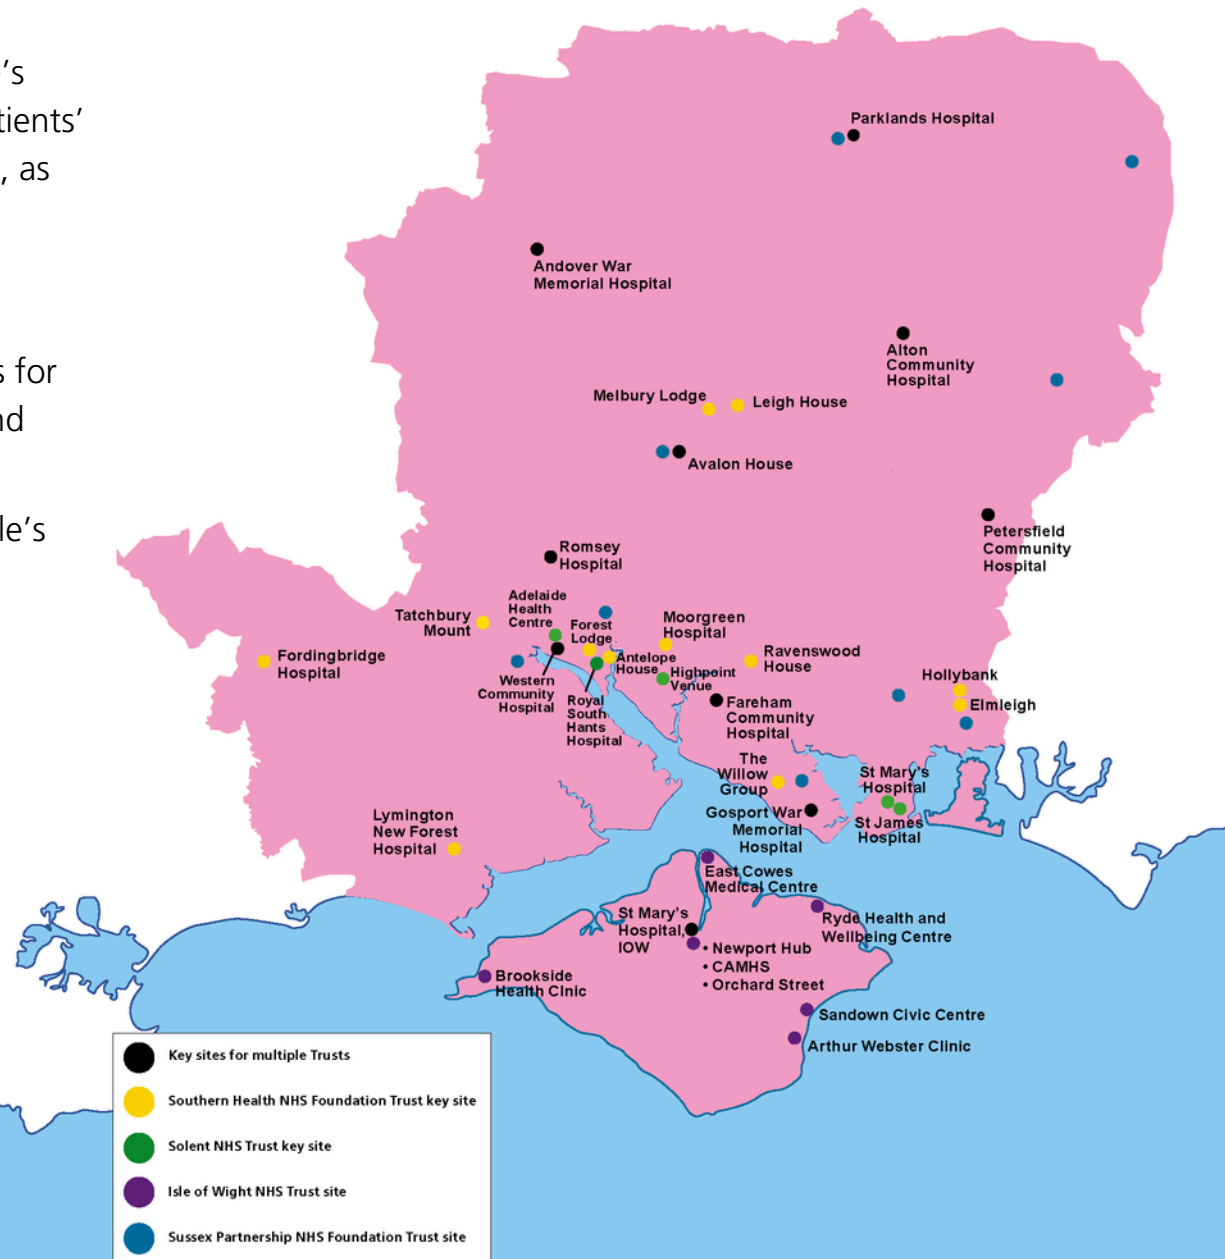 ’s
tients’
, as
s for
nd
le’s
Parklands Hospital
Andover War
Memorial Hospital
Alton
Community
Hospital
Melbury Lodge
Leigh House
Avalon House
Petersfield
Community
Hospital
Romsey
Hospital
Adelaide
Health
Centre
Tatchbury
Mount
Forest
Lodge
Moorgreen
Hospital
Fordingbridge
Hospital
Antelope
House
Ravenswood
House
Highpoint
Venue
Western
Community
Hospital
Royal
South
Hants
Hospital
Hollybank
Elmleigh
Fareham
Community
Hospital
The
Willow
Group
St Mary’s
Hospital
Gosport War
Memorial
Hospital
St James
Hospital
Lymington
New Forest
Hospital
East Cowes
Medical Centre
St Mary’s
Hospital,
IOW
Ryde Health and
Wellbeing Centre
• Newport Hub
• CAMHS
• Orchard Street
Brookside
Health Clnic
Sandown Civic Centre
Arthur Webster Clinic
Key sites for multiple Trusts
Southern Health NHS Foundation Trust key site
Solent NHS Trust key site
Isle of Wight NHS Trust site
Sussex Partnership NHS Foundation Trust site